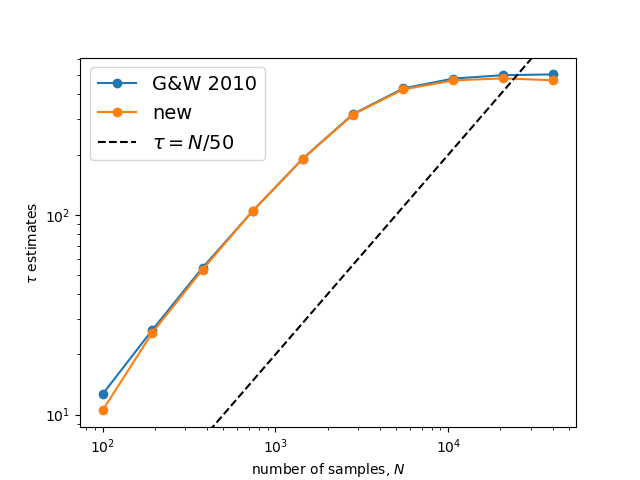 G&W 2010
new
τ = N/50
10²
10¹
τ estimates
10²
10³
10⁴
number of samples, N